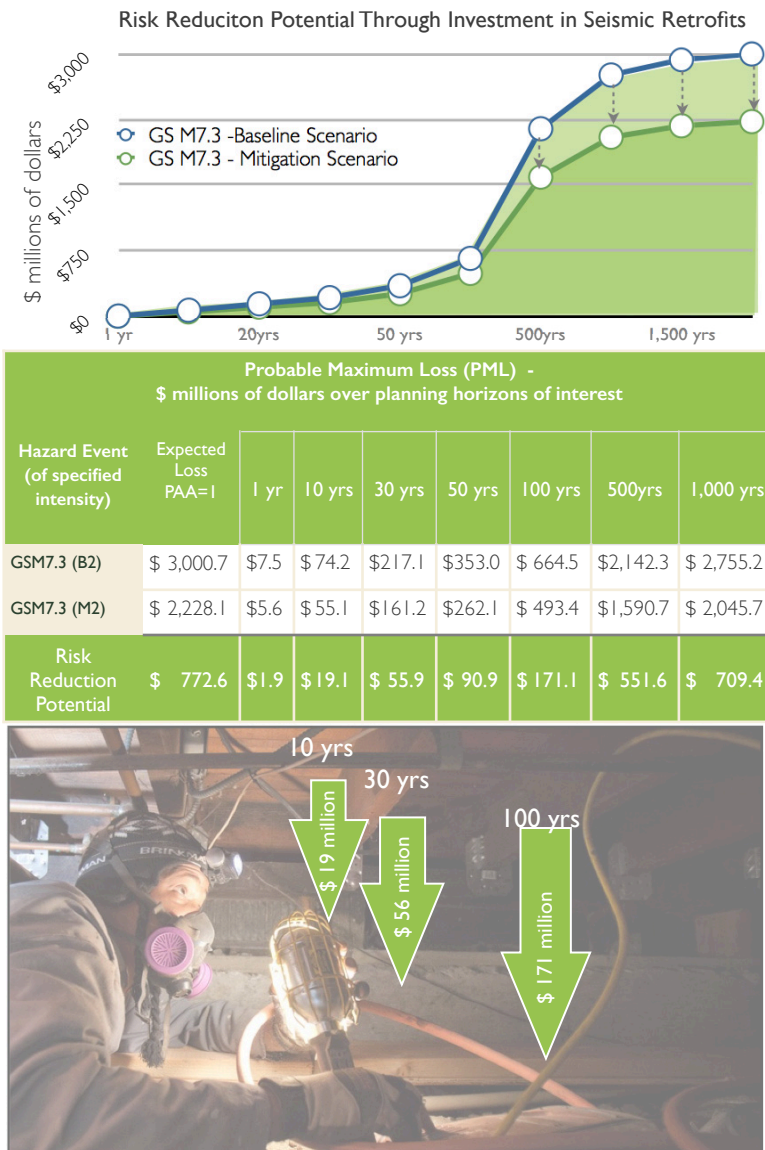 Risk Reduciton Potential Through Investment in Seismic Retrofits
$ millions of dollars
$3,000
$2,250
$1,500
$750
$0
GS M7.3 -Baseline Scenario
GS M7.3 - Mitigation Scenario
1 yr 20yrs 50 yrs 500yrs 1,500 yrs
Probable Maximum Loss (PML) -
$ millions of dollars over planning horizons of interest
Hazard Event
(of specified
intensity)
Expected
Loss
PAA=1
1 yr 10 yrs 30 yrs 50 yrs 100 yrs 500yrs 1,000 yrs
GSM7.3 (B2) $ 3,000.7 $7.5 $ 74.2 $217.1 $353.0 $ 664.5 $2,142.3 $ 2,755.2
GSM7.3 (M2) $ 2,228.1 $5.6 $ 55.1 $161.2 $262.1 $ 493.4 $1,590.7 $ 2,045.7
Risk
Reduction
Potential
$ 772.6 $1.9 $19.1 $ 55.9 $ 90.9 $ 171.1 $ 551.6 $ 709.4
10 yrs
30 yrs
100 yrs
$ 19 million
$ 56 million
$ 171 million